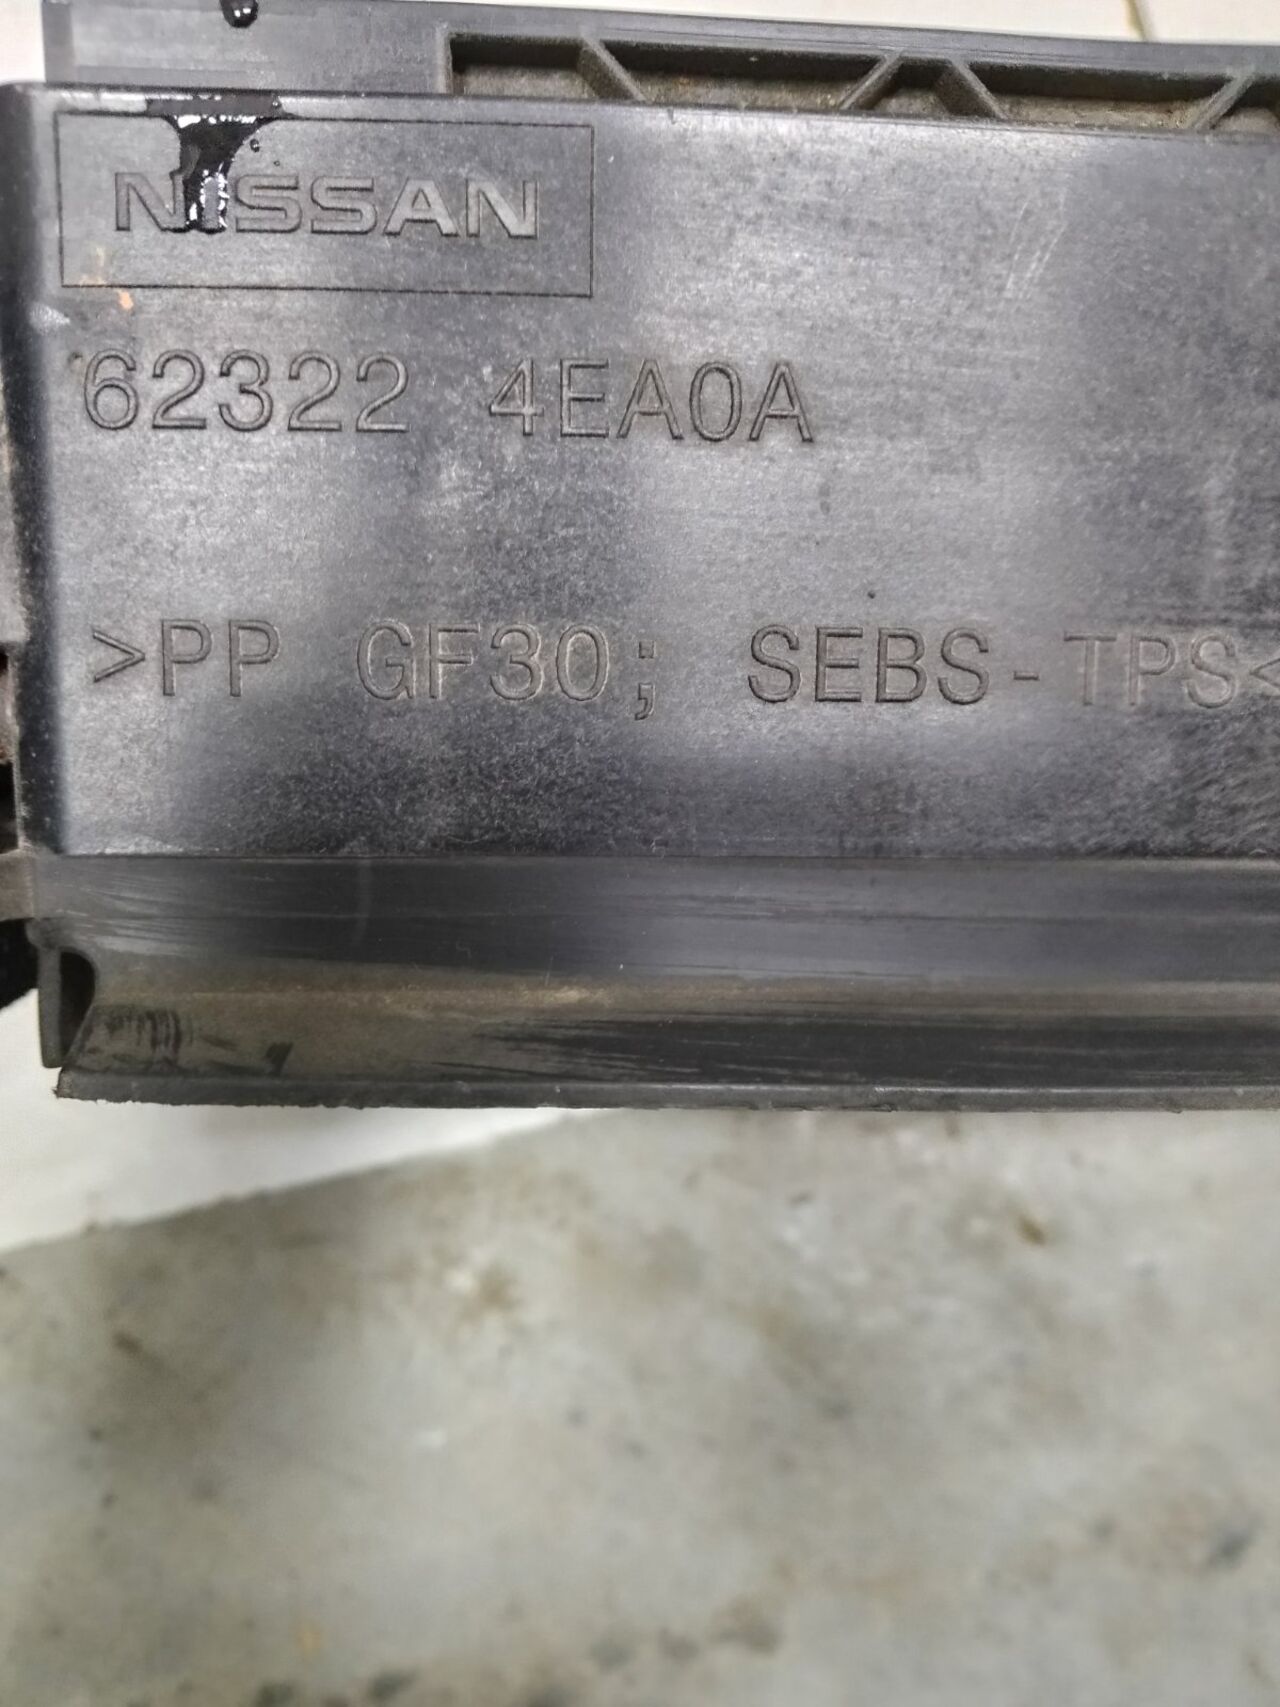 NISSAN
62322 4EA0A
>PP GF30; SEBS-TPS<